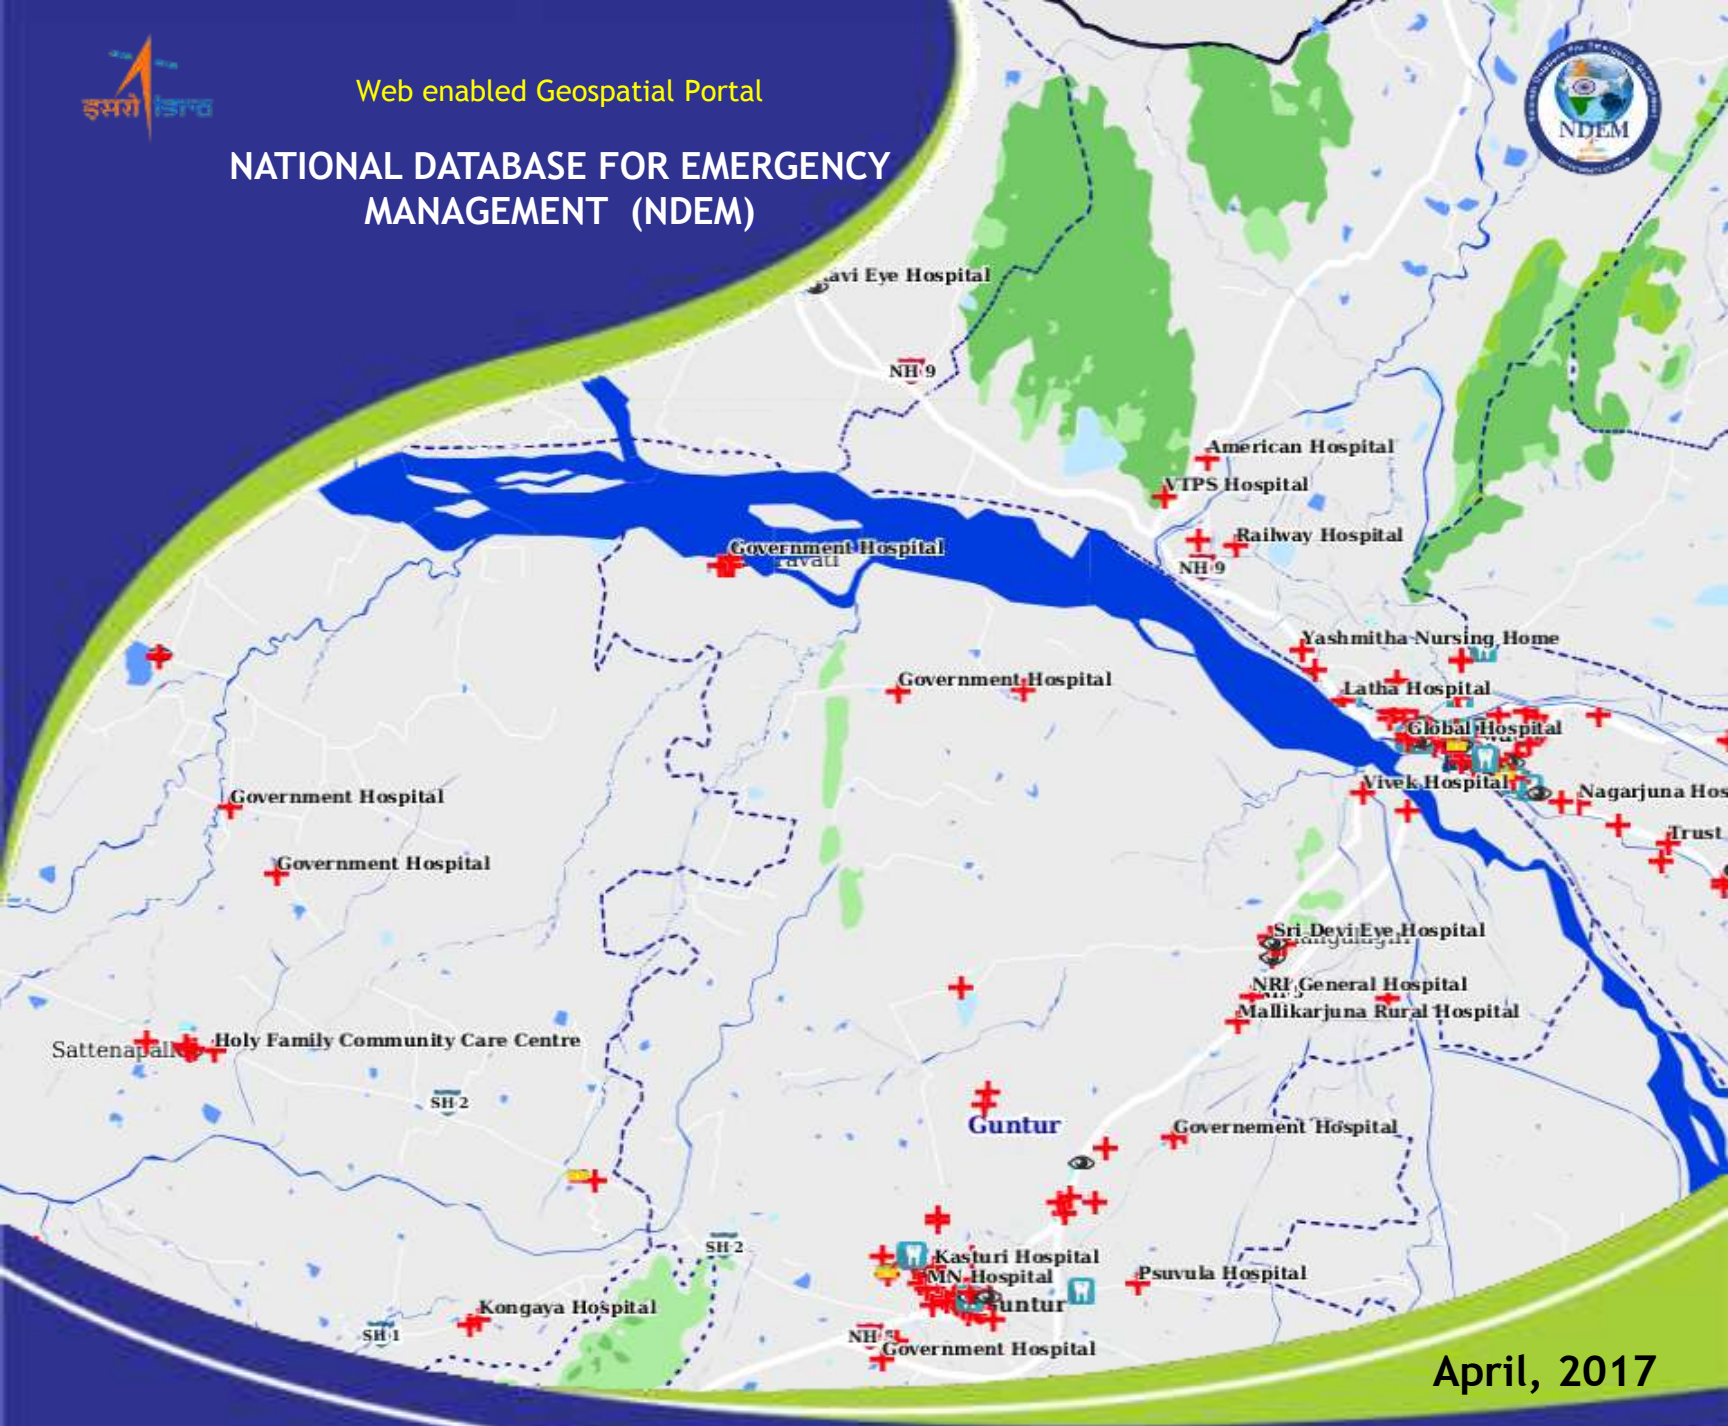 Web enabled Geospatial Portal
NATIONAL DATABASE FOR EMERGENCY
MANAGEMENT (NDEM)
इसरो isro
NDEM
avi Eye Hospital
NH 9
American Hospital
VTPS Hospital
Railway Hospital
NH 9
Government Hospital
ravati
Yashmitha Nursing Home
Government Hospital
Latha Hospital
Global Hospital
Vivek Hospital
Nagarjuna Hos
Government Hospital
Trust
Government Hospital
Sri Devi Eye Hospital
NRI General Hospital
Mallikarjuna Rural Hospital
Holy Family Community Care Centre
SH 2
Guntur
Governement Hospital
SH 2
Kasturi Hospital
MN Hospital
Psuvula Hospital
untur
Kongaya Hospital
SH 1
NH 5
Government Hospital
April, 2017